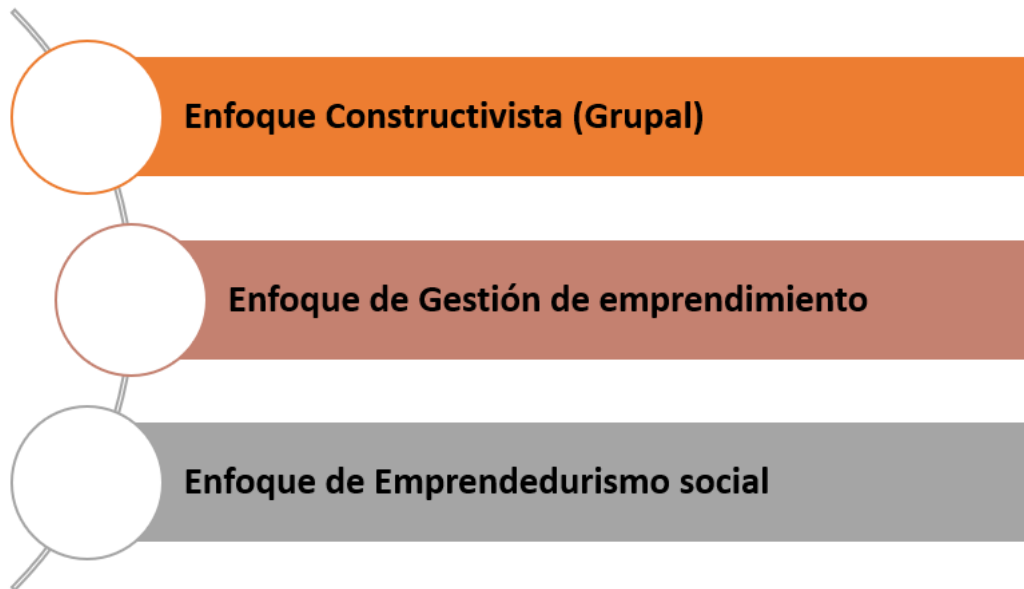 Enfoque Constructivista (Grupal)
Enfoque de Gestión de emprendimiento
Enfoque de Emprendedurismo social